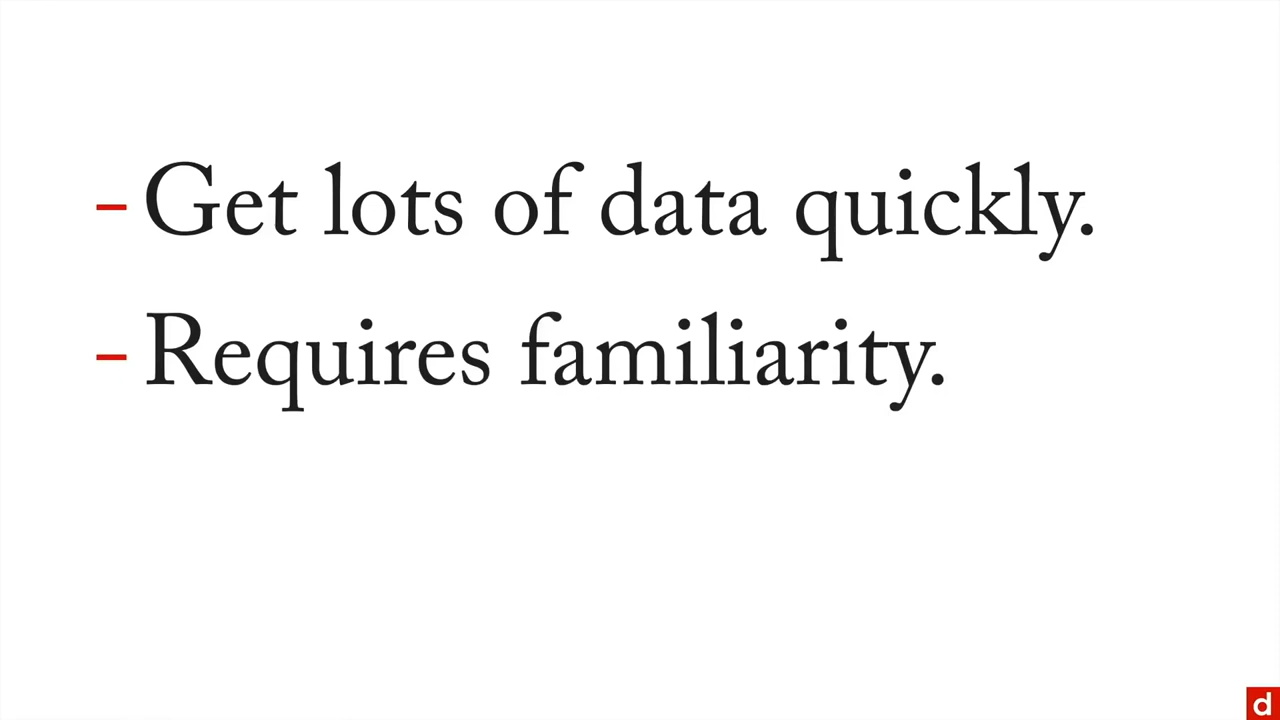 - Get lots of data quickly.
- Requires familiarity.
d